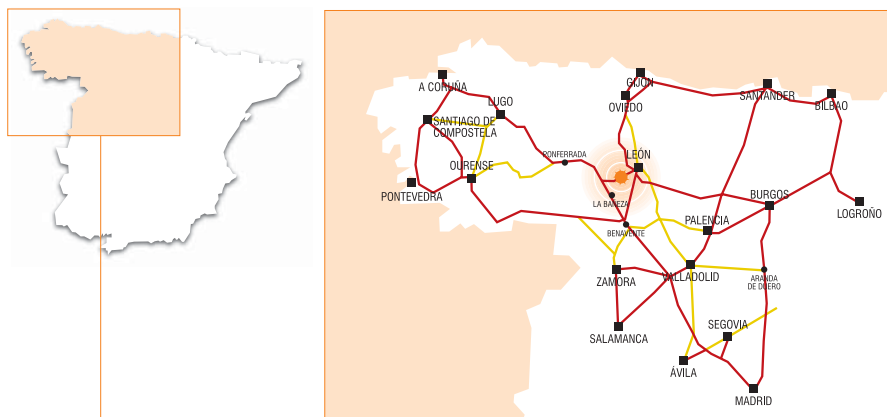 GIJÓN
A CORUÑA
SANTANDER
LUGO
OVIEDO
BILBAO
SANTIAGO DE
COMPOSTELA
PONFERRADA
LEÓN
OURENSE
PONTEVEDRA
LA BAÑEZA
BURGOS
LOGROÑO
PALENCIA
BENAVENTE
ZAMORA
VALLADOLID
ARANDA
DE DUERO
SEGOVIA
SALAMANCA
ÁVILA
MADRID